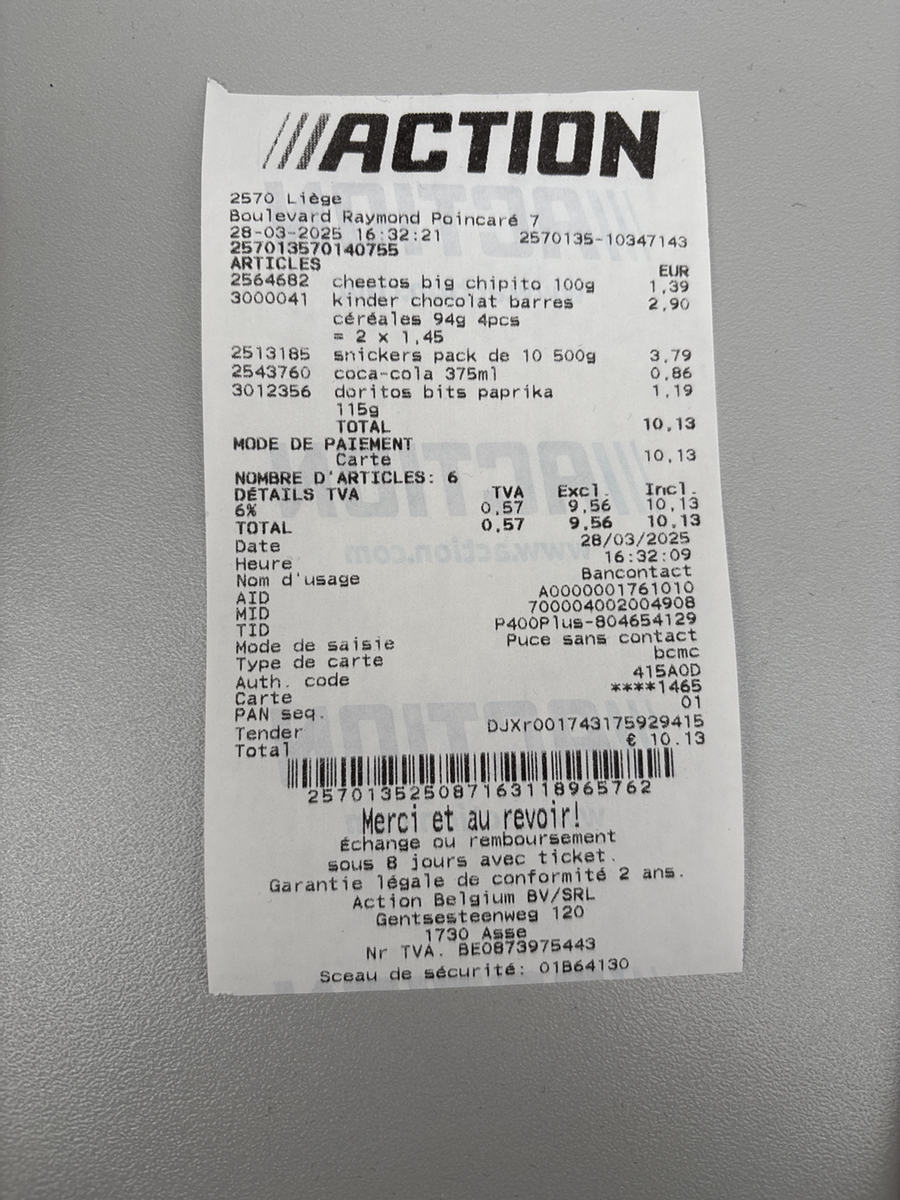 ///ACTION
2570 Liège
Boulevard Raymond Poincaré 7
28-03-2025 16:32:21 2570135-10347143
257013570140755
ARTICLES EUR
2564682 cheetos big chipito 100g 1,39
3000041 kinder chocolat barres 2,90
céréales 94g 4pcs
= 2 x 1,45
2513185 snickers pack de 10 500g 3,79
2543760 coca-cola 375ml 0,86
3012356 doritos bits paprika 1,19
115g
TOTAL 10,13
MODE DE PAIEMENT
Carte 10,13
NOMBRE D'ARTICLES: 6
DÉTAILS TVA TVA Excl. Incl.
6% 0,57 9,56 10,13
TOTAL 0,57 9,56 10,13
Date 28/03/2025
Heure 16:32:09
Nom d'usage Bancontact
AID A0000001761010
MID 700004002004908
TID P400Plus-804654129
Mode de saisie Puce sans contact
Type de carte bcmc
Auth. code 415A0D
Carte ****1465
PAN seq. 01
Tender DJXr001743175929415
Total € 10.13
2570135250871631189657​62
Merci et au revoir!
Échange ou remboursement
sous 8 jours avec ticket.
Garantie légale de conformité 2 ans.
Action Belgium BV/SRL
Gentsesteenweg 120
1730 Asse
Nr TVA. BE0873975443
Sceau de sécurité: 01B64130